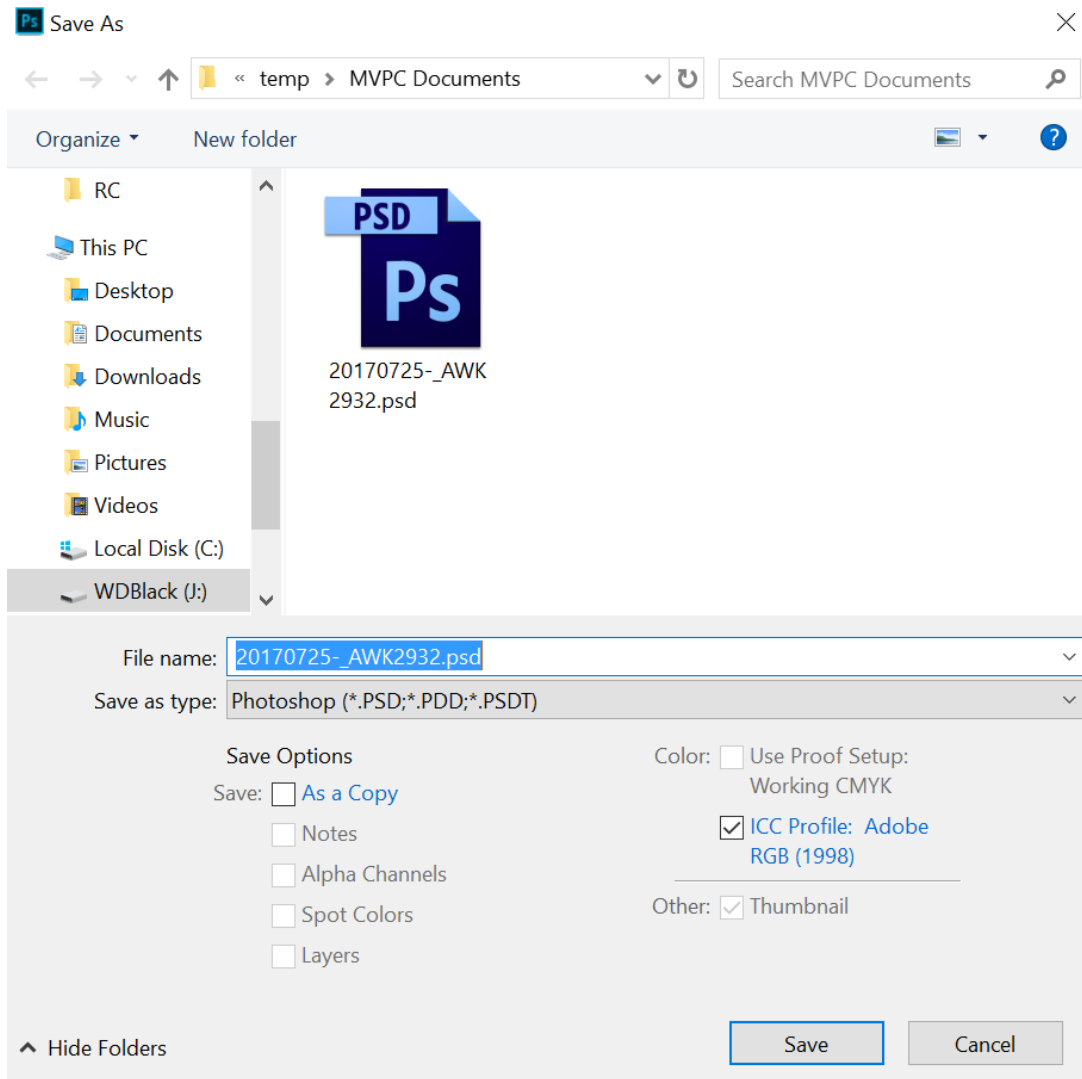 Ps Save As
« temp > MVPC Documents
Search MVPC Documents
Organize
New folder
?
RC
This PC
Desktop
Documents
Downloads
Music
Pictures
Videos
Local Disk (C:)
WDBlack (J:)
PSD
Ps
20170725-_AWK
2932.psd
File name: 20170725-_AWK2932.psd
Save as type: Photoshop (*.PSD;*.PDD;*.PSDT)
Save Options
Save: As a Copy
Notes
Alpha Channels
Spot Colors
Layers
Color: Use Proof Setup:
Working CMYK
ICC Profile: Adobe
RGB (1998)
Other: Thumbnail
Hide Folders
Save
Cancel